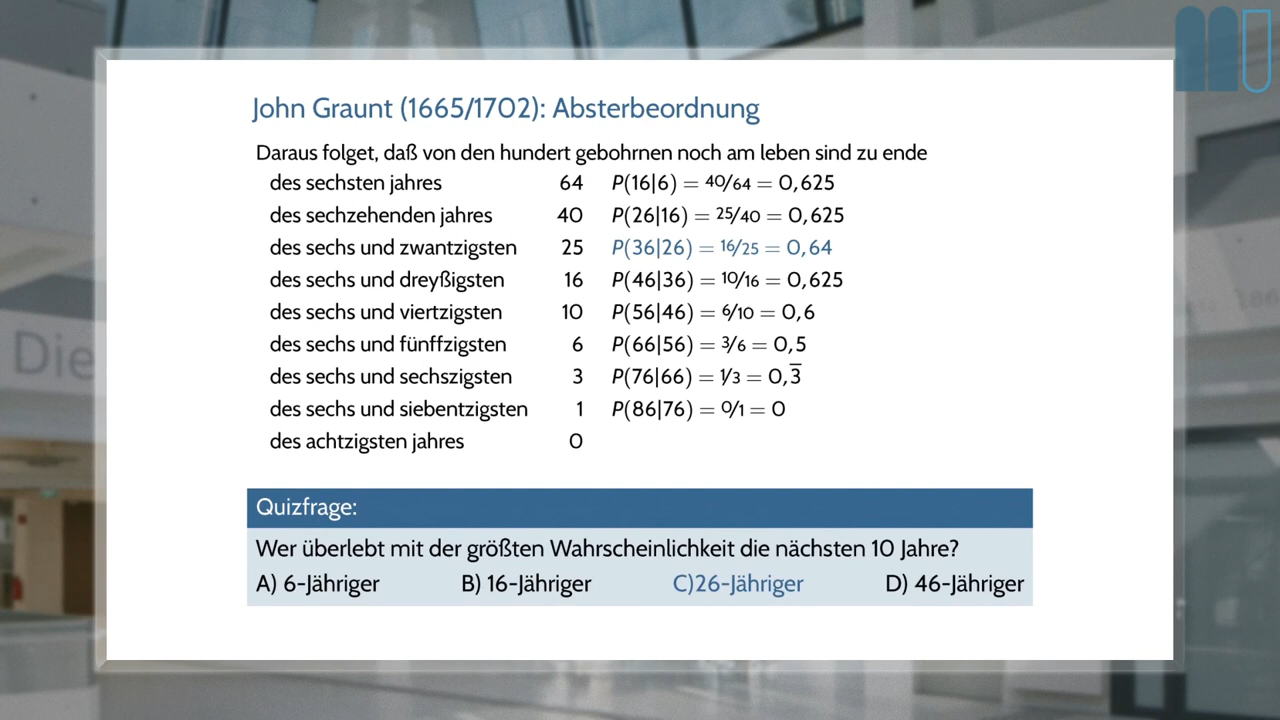 John Graunt (1665/1702): Absterbeordnung
Daraus folget, daß von den hundert gebohrnen noch am leben sind zu ende
des sechsten jahres 64 P(16|6) = 40/64 = 0,625
des sechzehenden jahres 40 P(26|16) = 25/40 = 0,625
des sechs und zwantzigsten 25 P(36|26) = 16/25 = 0,64
des sechs und dreyßigsten 16 P(46|36) = 10/16 = 0,625
des sechs und viertzigsten 10 P(56|46) = 6/10 = 0,6
des sechs und fünffzigsten 6 P(66|56) = 3/6 = 0,5
des sechs und sechszigsten 3 P(76|66) = 1/3 = 0,3̅
des sechs und siebentzigsten 1 P(86|76) = 0/1 = 0
des achtzigsten jahres 0
Quizfrage:
Wer überlebt mit der größten Wahrscheinlichkeit die nächsten 10 Jahre?
A) 6-Jähriger B) 16-Jähriger C)26-Jähriger D) 46-Jähriger
Die